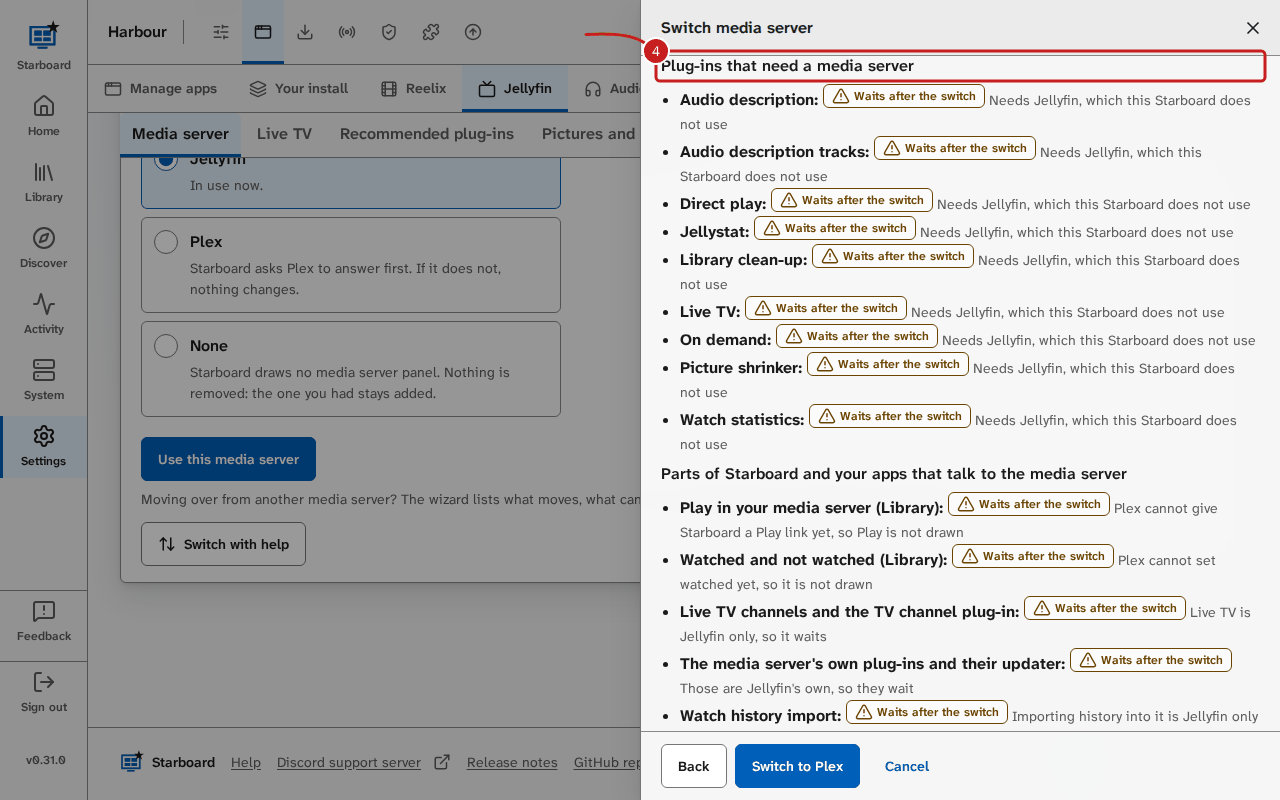 Starboard
Home
Library
Discover
Activity
System
Settings
Feedback
Sign out
v0.31.0
Harbour
Manage apps
Your install
Reelix
Jellyfin
Media server
Live TV
Recommended plug-ins
Pictures and
Jellyfin
In use now.
Plex
Starboard asks Plex to answer first. If it does not,
nothing changes.
None
Starboard draws no media server panel. Nothing is
removed: the one you had stays added.
Use this media server
Moving over from another media server? The wizard lists what moves, what can
Switch with help
Starboard
Help
Discord support server
Release notes
GitHub rep
Switch media server
4
Plug-ins that need a media server
Audio description: Waits after the switch Needs Jellyfin, which this Starboard does
not use
Audio description tracks: Waits after the switch Needs Jellyfin, which this
Starboard does not use
Direct play: Waits after the switch Needs Jellyfin, which this Starboard does not use
Jellystat: Waits after the switch Needs Jellyfin, which this Starboard does not use
Library clean-up: Waits after the switch Needs Jellyfin, which this Starboard does
not use
Live TV: Waits after the switch Needs Jellyfin, which this Starboard does not use
On demand: Waits after the switch Needs Jellyfin, which this Starboard does not use
Picture shrinker: Waits after the switch Needs Jellyfin, which this Starboard does
not use
Watch statistics: Waits after the switch Needs Jellyfin, which this Starboard does
not use
Parts of Starboard and your apps that talk to the media server
Play in your media server (Library): Waits after the switch Plex cannot give
Starboard a Play link yet, so Play is not drawn
Watched and not watched (Library): Waits after the switch Plex cannot set
watched yet, so it is not drawn
Live TV channels and the TV channel plug-in: Waits after the switch Live TV is
Jellyfin only, so it waits
The media server's own plug-ins and their updater: Waits after the switch
Those are Jellyfin's own, so they wait
Watch history import: Waits after the switch Importing history into it is Jellyfin only
Back
Switch to Plex
Cancel